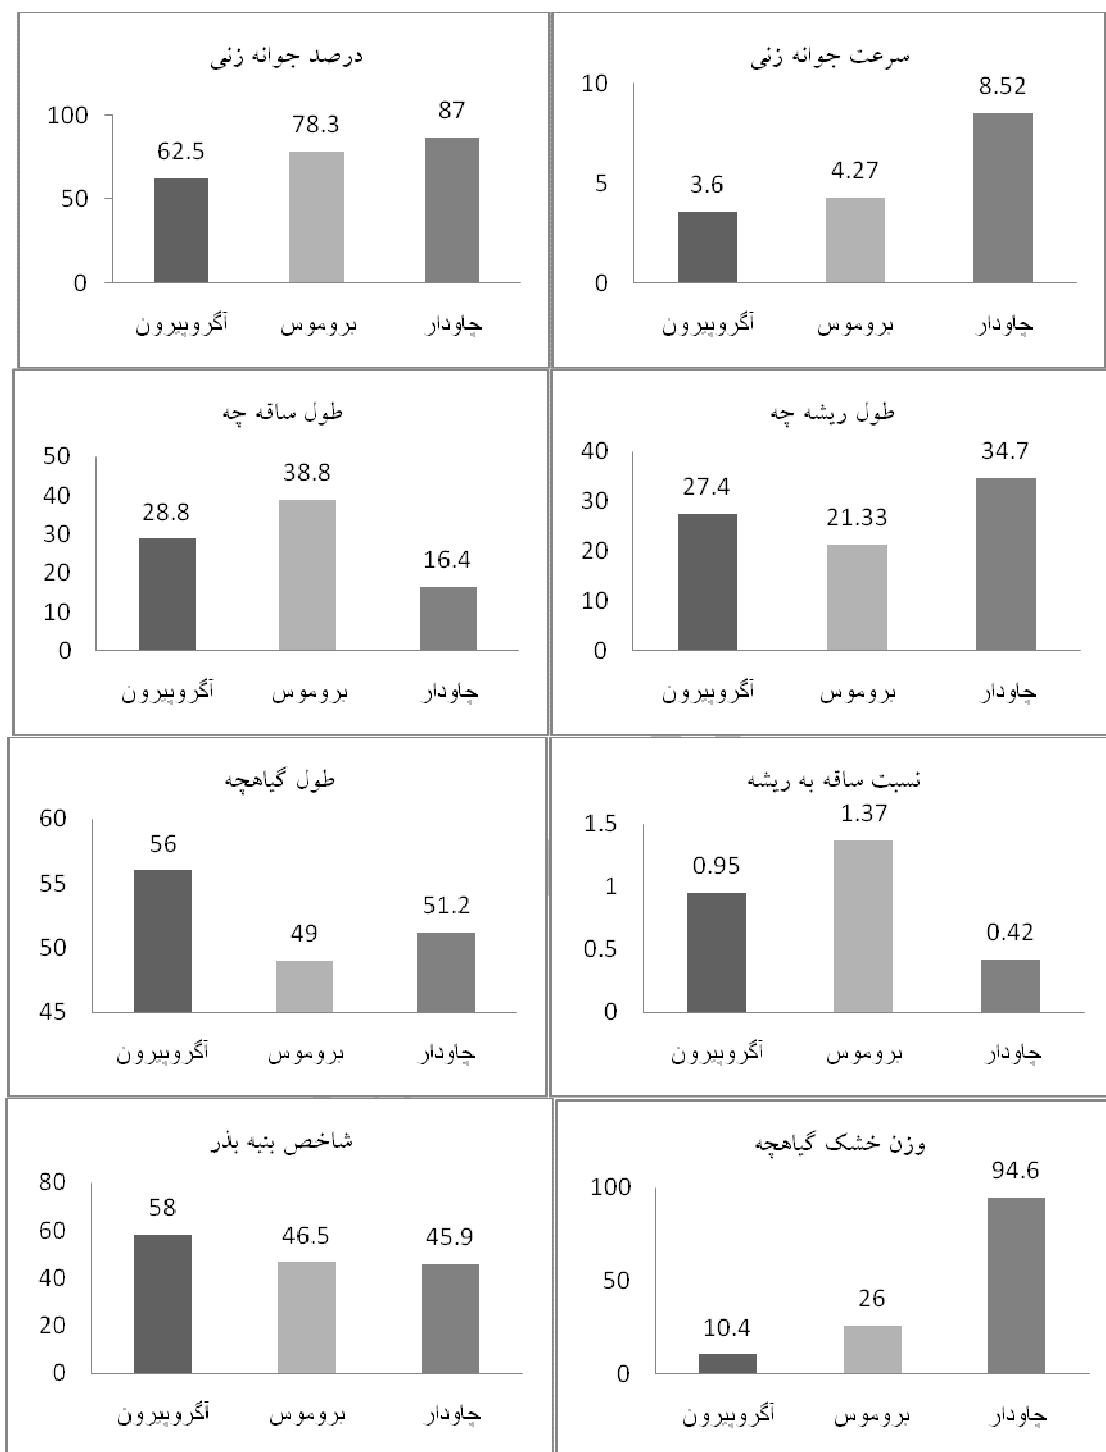 درصد جوانه زنی
100
50
0
62.5
78.3
87
آگروپیرون
بروموس
چاودار
سرعت جوانه زنی
10
5
0
3.6
4.27
8.52
آگروپیرون
بروموس
چاودار
طول ساقه چه
50
40
30
20
10
0
28.8
38.8
16.4
آگروپیرون
بروموس
چاودار
طول ریشه چه
40
30
20
10
0
27.4
21.33
34.7
آگروپیرون
بروموس
چاودار
طول گیاهچه
60
55
50
45
56
49
51.2
آگروپیرون
بروموس
چاودار
نسبت ساقه به ریشه
1.5
1
0.5
0
0.95
1.37
0.42
آگروپیرون
بروموس
چاودار
شاخص بنیه بذر
80
60
40
20
0
58
46.5
45.9
آگروپیرون
بروموس
چاودار
وزن خشک گیاهچه
100
50
0
10.4
26
94.6
آگروپیرون
بروموس
چاودار